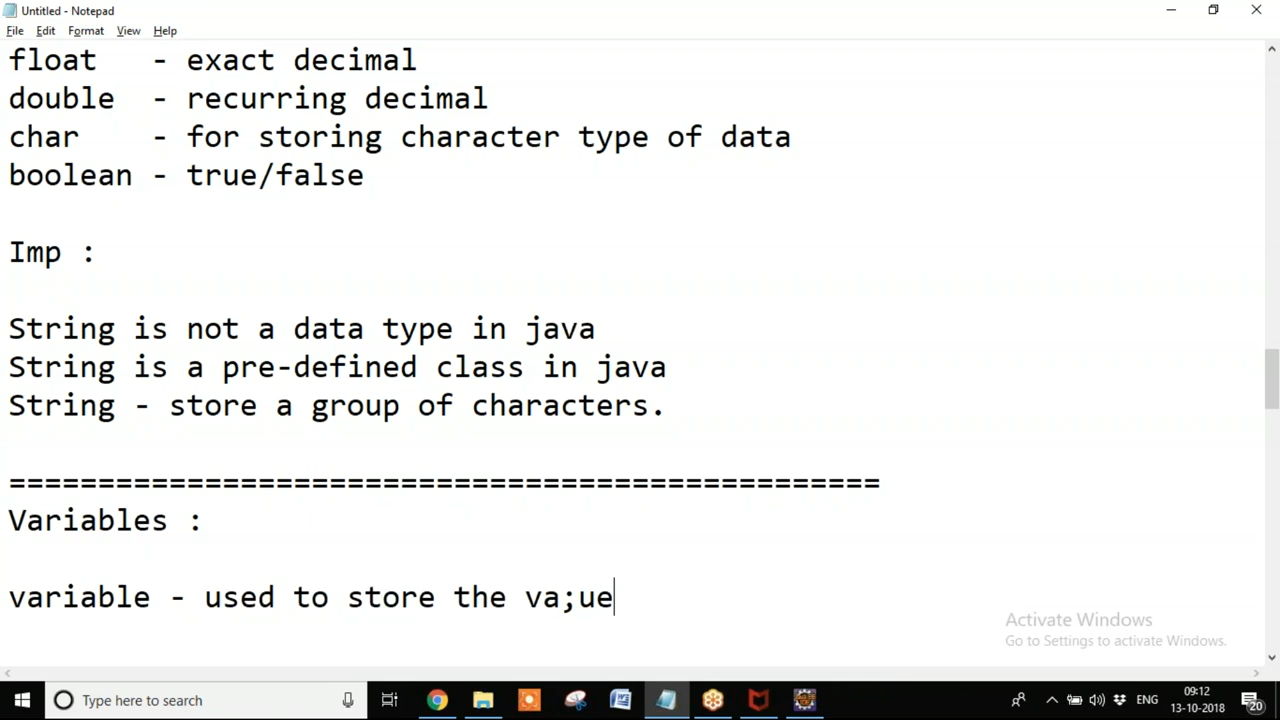 Untitled - Notepad
File Edit Format View Help
float   - exact decimal
double  - recurring decimal
char    - for storing character type of data
boolean - true/false
Imp :
String is not a data type in java
String is a pre-defined class in java
String - store a group of characters.
=================================================
Variables :
variable - used to store the va;ue
Activate Windows
Go to Settings to activate Windows.
Type here to search
ENG
09:12
13-10-2018
20